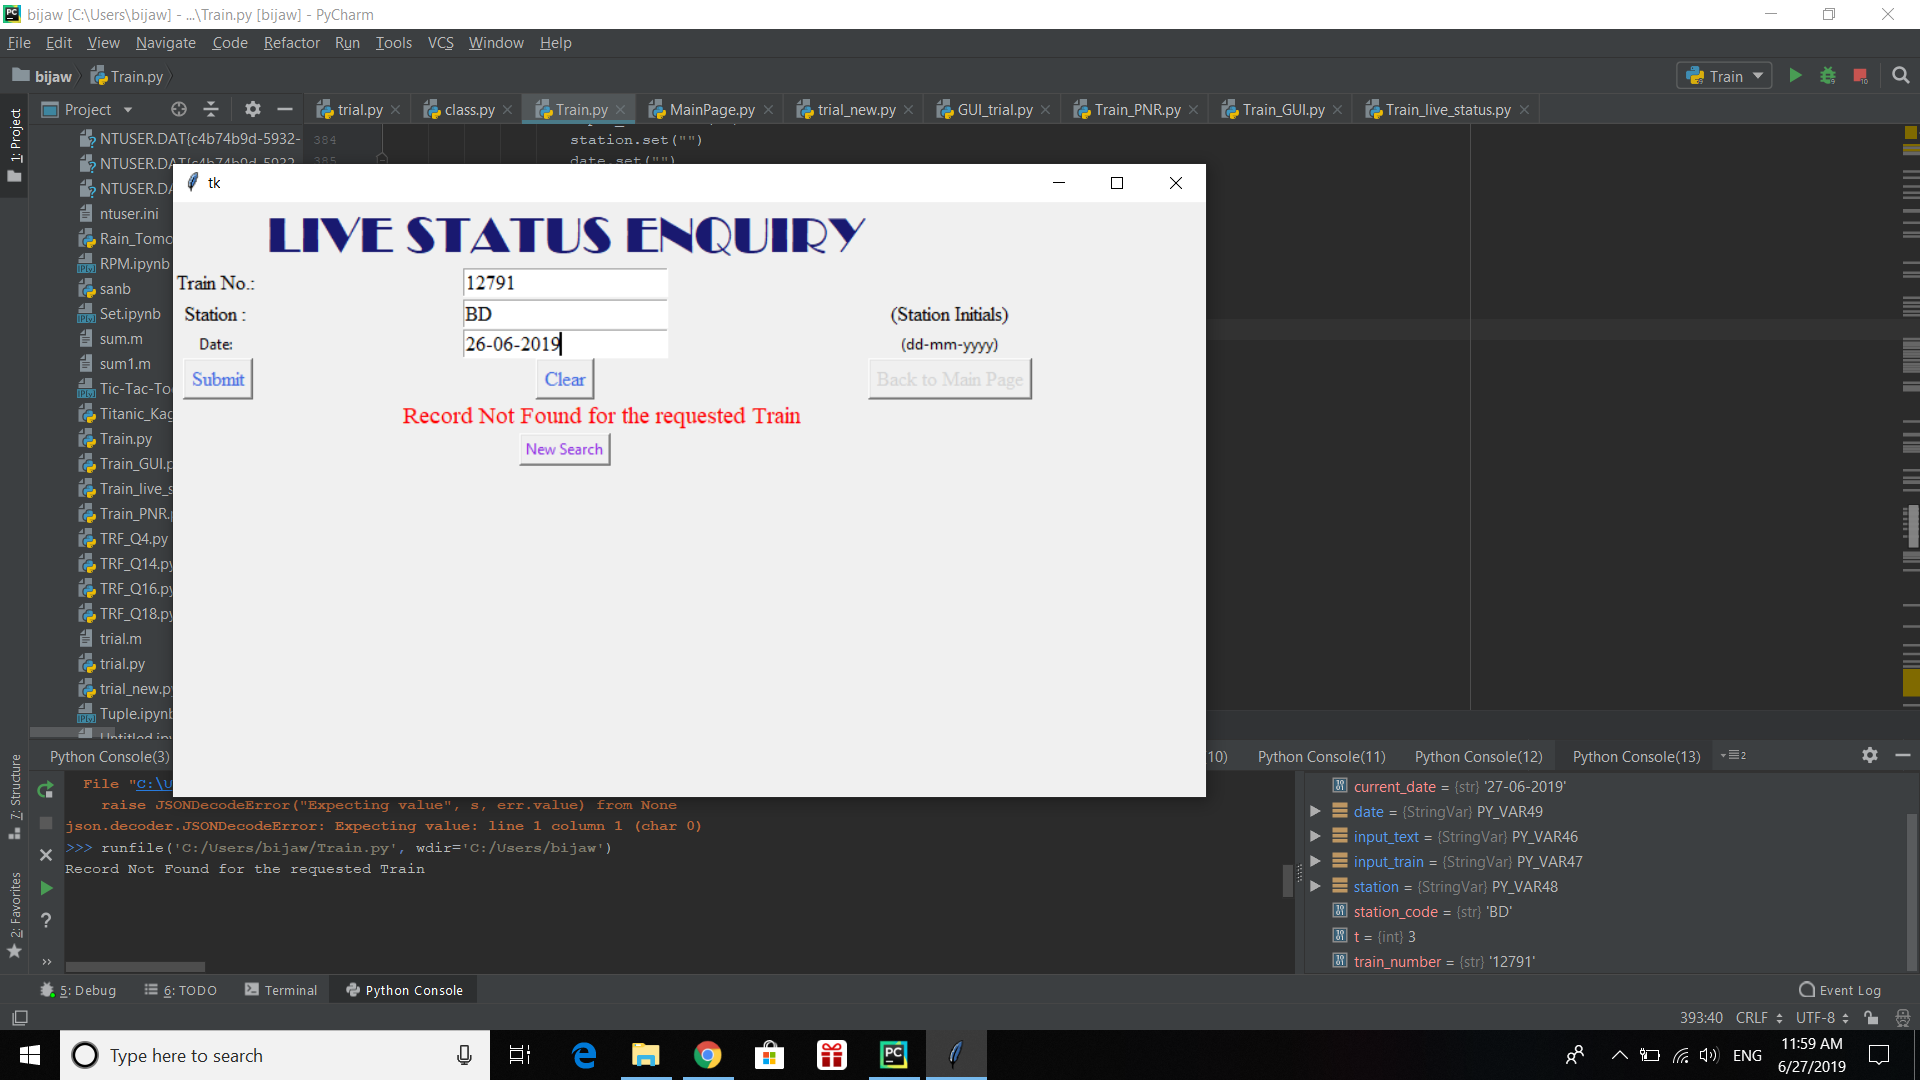 bijaw [C:\Users\bijaw] - ...\Train.py [bijaw] - PyCharm
File Edit View Navigate Code Refactor Run Tools VCS Window Help
bijaw Train.py
Train
Project
trial.py class.py Train.py MainPage.py trial_new.py GUI_trial.py Train_PNR.py Train_GUI.py Train_live_status.py
1: Project
NTUSER.DAT{c4b74b9d-5932-
NTUSER.DAT{c4b74b9d-5932-
NTUSER.D
ntuser.ini
Rain_Tomo
RPM.ipynb
sanb
Set.ipynb
sum.m
sum1.m
Tic-Tac-To
Titanic_Kag
Train.py
Train_GUI.p
Train_live_s
Train_PNR.
TRF_Q4.py
TRF_Q14.py
TRF_Q16.py
TRF_Q18.py
trial.m
trial.py
trial_new.p
Tuple.ipynb
384 station.set("")
385 date.set("")
tk
LIVE STATUS ENQUIRY
Train No.: 12791
Station : BD (Station Initials)
Date: 26-06-2019 (dd-mm-yyyy)
Submit Clear Back to Main Page
Record Not Found for the requested Train
New Search
Python Console(3) 10) Python Console(11) Python Console(12) Python Console(13) 2
7: Structure
2: Favorites
File "C:\U
raise JSONDecodeError("Expecting value", s, err.value) from None
json.decoder.JSONDecodeError: Expecting value: line 1 column 1 (char 0)
>>> runfile('C:/Users/bijaw/Train.py', wdir='C:/Users/bijaw')
Record Not Found for the requested Train
current_date = {str} '27-06-2019'
date = {StringVar} PY_VAR49
input_text = {StringVar} PY_VAR46
input_train = {StringVar} PY_VAR47
station = {StringVar} PY_VAR48
station_code = {str} 'BD'
t = {int} 3
train_number = {str} '12791'
5: Debug 6: TODO Terminal Python Console Event Log
393:40 CRLF UTF-8
Type here to search
ENG
11:59 AM
6/27/2019